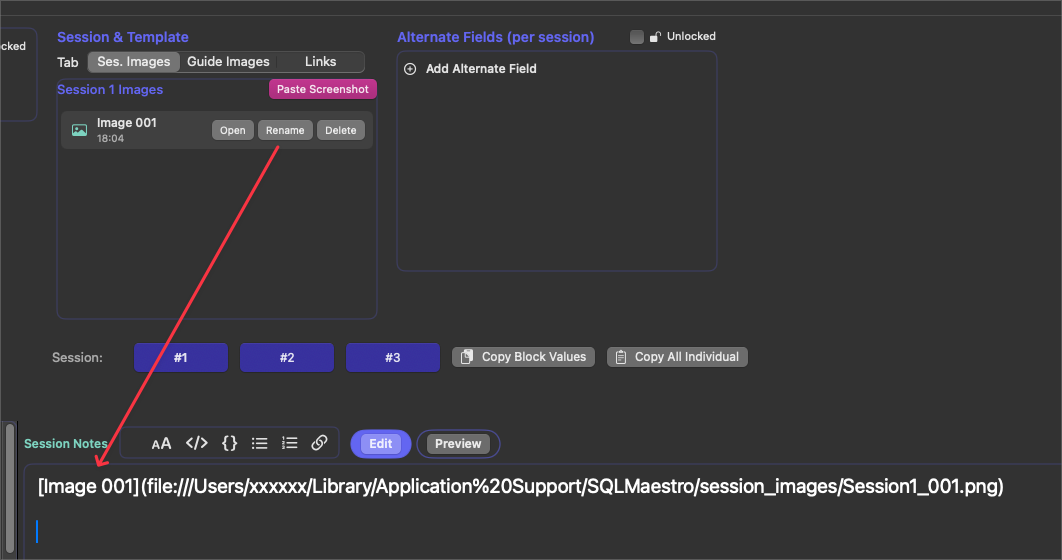 cked
Session & Template
Alternate Fields (per session)
Unlocked
Tab
Ses. Images
Guide Images
Links
Session 1 Images
Paste Screenshot
Add Alternate Field
Image 001
18:04
Open
Rename
Delete
Session:
#1
#2
#3
Copy Block Values
Copy All Individual
Session Notes
AA
</>
{}
Edit
Preview
[Image 001](file:///Users/xxxxxx/Library/Application%20Support/SQLMaestro/session_images/Session1_001.png)